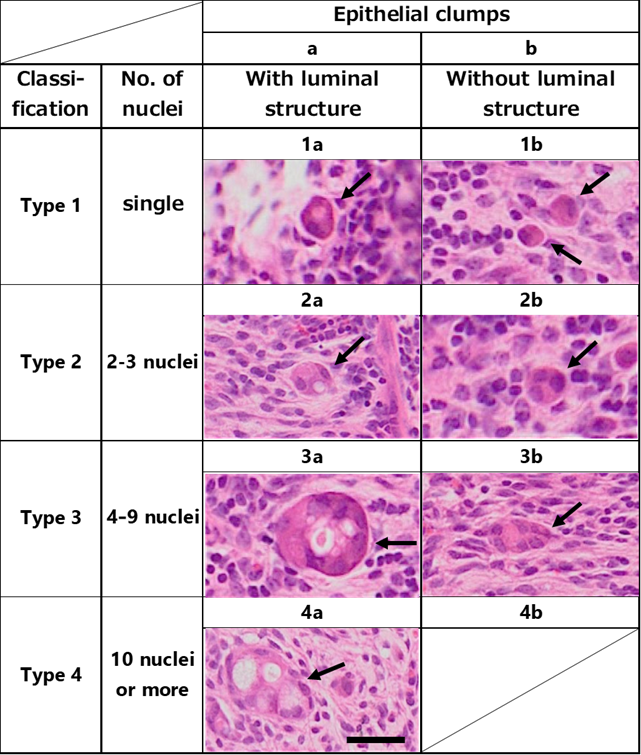 Epithelial clumps
a
b
Classi-
fication
No. of
nuclei
With luminal
structure
Without luminal
structure
1a
1b
Type 1
single
2a
2b
Type 2
2-3 nuclei
3a
3b
Type 3
4–9 nuclei
4a
4b
Type 4
10 nuclei
or more